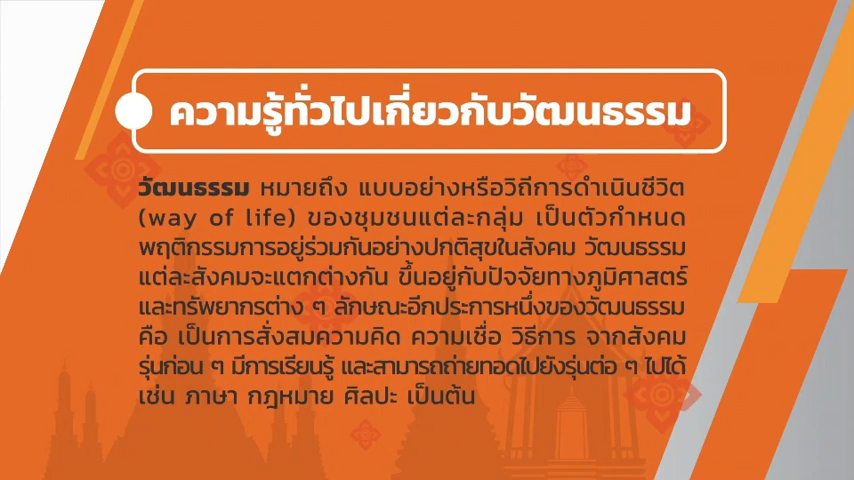 ความรู้ทั่วไปเกี่ยวกับวัฒนธรรม
วัฒนธรรม หมายถึง แบบอย่างหรือวิถีการดำเนินชีวิต
(way of life) ของชุมชนแต่ละกลุ่ม เป็นตัวกำหนด
พฤติกรรมการอยู่ร่วมกันอย่างปกติสุขในสังคม วัฒนธรรม
แต่ละสังคมจะแตกต่างกัน ขึ้นอยู่กับปัจจัยทางภูมิศาสตร์
และทรัพยากรต่าง ๆ ลักษณะอีกประการหนึ่งของวัฒนธรรม
คือ เป็นการสั่งสมความคิด ความเชื่อ วิธีการ จากสังคม
รุ่นก่อน ๆ มีการเรียนรู้ และสามารถถ่ายทอดไปยังรุ่นต่อ ๆ ไปได้
เช่น ภาษา กฎหมาย ศิลปะ เป็นต้น